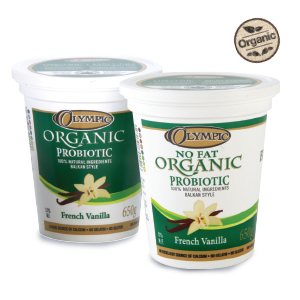 Organic
OLYMPIC
ORGANIC
PROBIOTIC
100% NATURAL INGREDIENTS
BALKAN STYLE
French Vanilla
650g
OLYMPIC
NO FAT
ORGANIC
PROBIOTIC
100% NATURAL INGREDIENTS
BALKAN STYLE
French Vanilla
650g